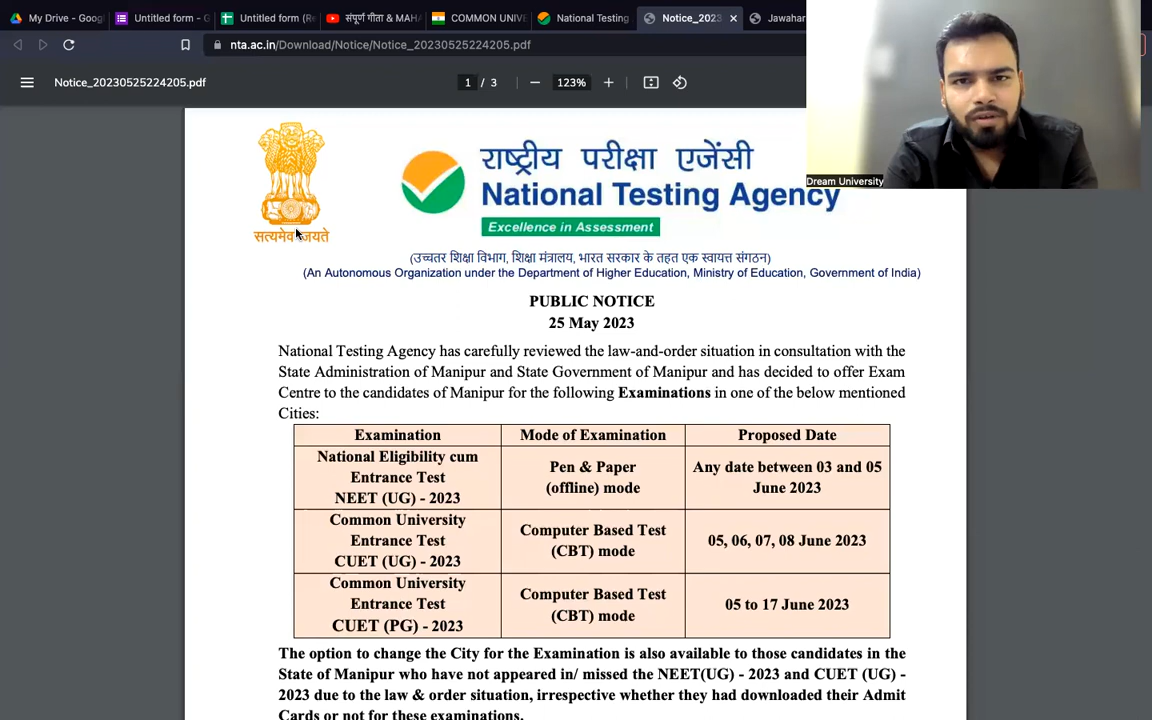 My Drive - Goog
Untitled form - G
Untitled form (Re
संपूर्ण गीता & MAHA
COMMON UNIVE
National Testing
Notice_2023
Jawahar
nta.ac.in/Download/Notice/Notice_20230525224205.pdf
Notice_20230525224205.pdf
1 / 3
123%
Dream University
सत्यमेव जयते
राष्ट्रीय परीक्षा एजेंसी
National Testing Agency
Excellence in Assessment
(उच्चतर शिक्षा विभाग, शिक्षा मंत्रालय, भारत सरकार के तहत एक स्वायत्त संगठन)
(An Autonomous Organization under the Department of Higher Education, Ministry of Education, Government of India)
PUBLIC NOTICE
25 May 2023
National Testing Agency has carefully reviewed the law-and-order situation in consultation with the
State Administration of Manipur and State Government of Manipur and has decided to offer Exam
Centre to the candidates of Manipur for the following Examinations in one of the below mentioned
Cities:
Examination Mode of Examination Proposed Date
National Eligibility cum
Entrance Test
NEET (UG) - 2023
Pen & Paper
(offline) mode
Any date between 03 and 05
June 2023
Common University
Entrance Test
CUET (UG) - 2023
Computer Based Test
(CBT) mode
05, 06, 07, 08 June 2023
Common University
Entrance Test
CUET (PG) - 2023
Computer Based Test
(CBT) mode
05 to 17 June 2023
The option to change the City for the Examination is also available to those candidates in the
State of Manipur who have not appeared in/ missed the NEET(UG) - 2023 and CUET (UG) -
2023 due to the law & order situation, irrespective whether they had downloaded their Admit
Cards or not for these examinations.